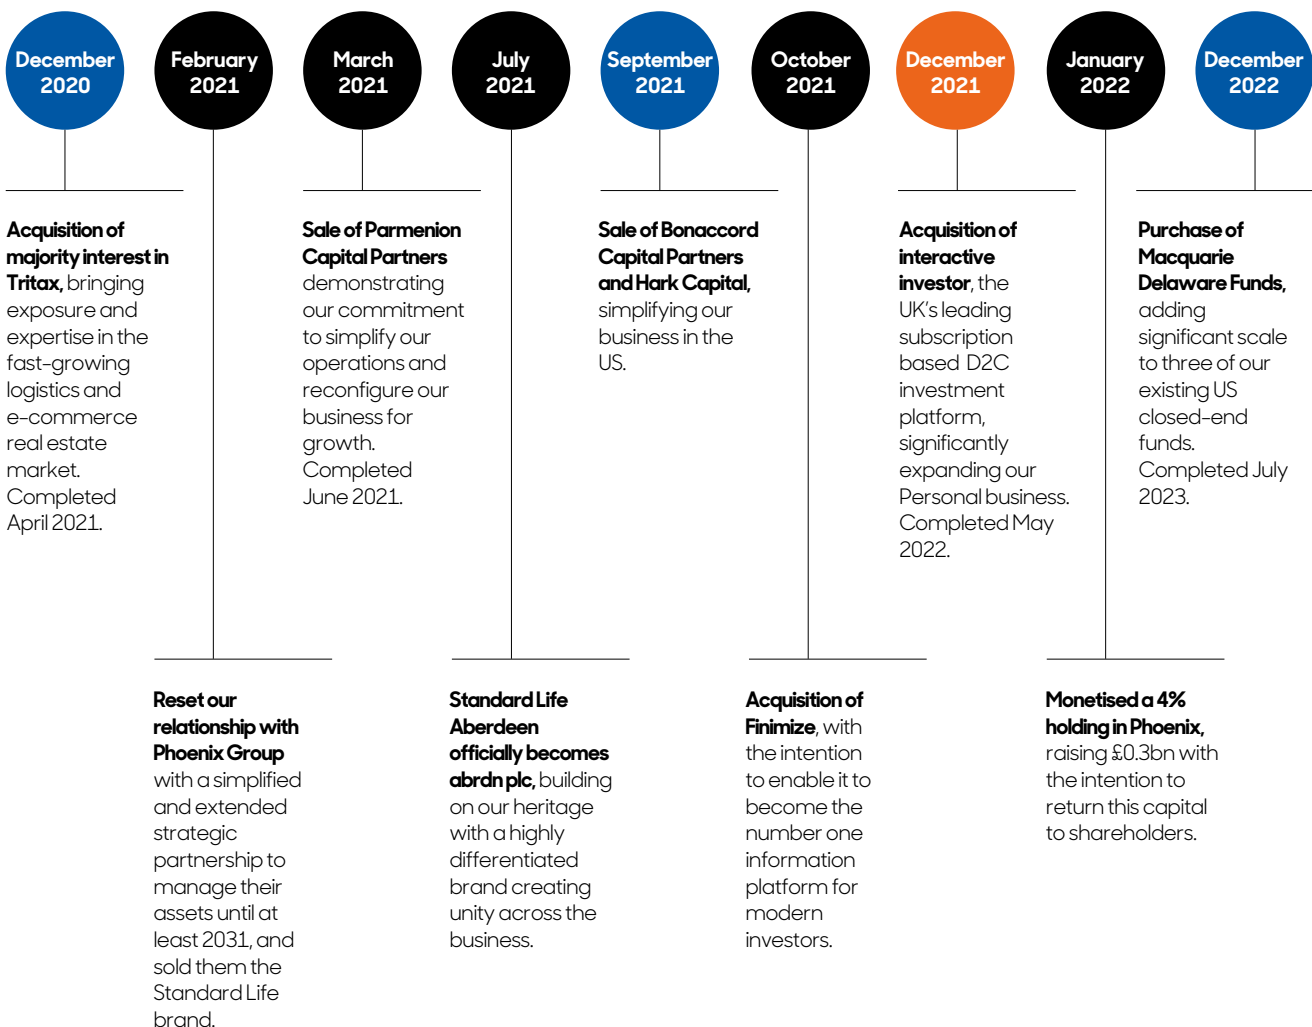 December
2020
February
2021
March
2021
July
2021
September
2021
October
2021
December
2021
January
2022
December
2022
Acquisition of
majority interest in
Tritax, bringing
exposure and
expertise in the
fast-growing
logistics and
e-commerce
real estate
market.
Completed
April 2021.
Sale of Parmenion
Capital Partners
demonstrating
our commitment
to simplify our
operations and
reconfigure our
business for
growth.
Completed
June 2021.
Sale of Bonaccord
Capital Partners
and Hark Capital,
simplifying our
business in the
US.
Acquisition of
interactive
investor, the
UK's leading
subscription
based D2C
investment
platform,
significantly
expanding our
Personal business.
Completed May
2022.
Purchase of
Macquarie
Delaware Funds,
adding
significant scale
to three of our
existing US
closed-end
funds.
Completed July
2023.
Reset our
relationship with
Phoenix Group
with a simplified
and extended
strategic
partnership to
manage their
assets until at
least 2031, and
sold them the
Standard Life
brand.
Standard Life
Aberdeen
officially becomes
abrdn plc, building
on our heritage
with a highly
differentiated
brand creating
unity across the
business.
Acquisition of
Finimize, with
the intention
to enable it to
become the
number one
information
platform for
modern
investors.
Monetised a 4%
holding in Phoenix,
raising £0.3bn with
the intention to
return this capital
to shareholders.